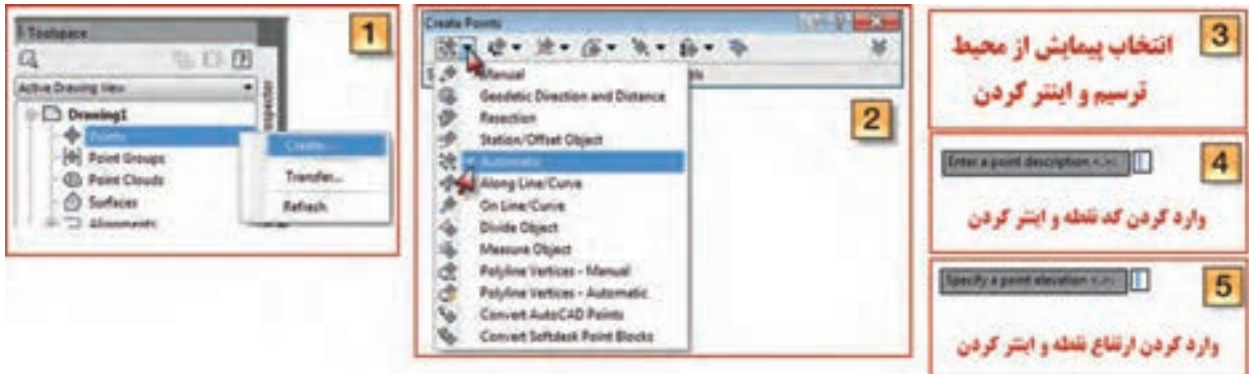 Toolspace
1
Active Drawing View
Drawing1
Points
Point Groups
Point Clouds
Surfaces
Alignments
Create...
Transfer...
Refresh
Create Points
2
Manual
Geodetic Direction and Distance
Resection
Station/Offset Object
Automatic
Along Line/Curve
On Line/Curve
Divide Object
Measure Object
Polyline Vertices - Manual
Polyline Vertices - Automatic
Convert AutoCAD Points
Convert Softdesk Point Blocks
3
انتخاب پیمایش از محیط
ترسیم و اینتر کردن
4
Enter a point description <.>:
وارد کردن کد نقطه و اینتر کردن
5
Specify a point elevation <.>:
وارد کردن ارتفاع نقطه و اینتر کردن